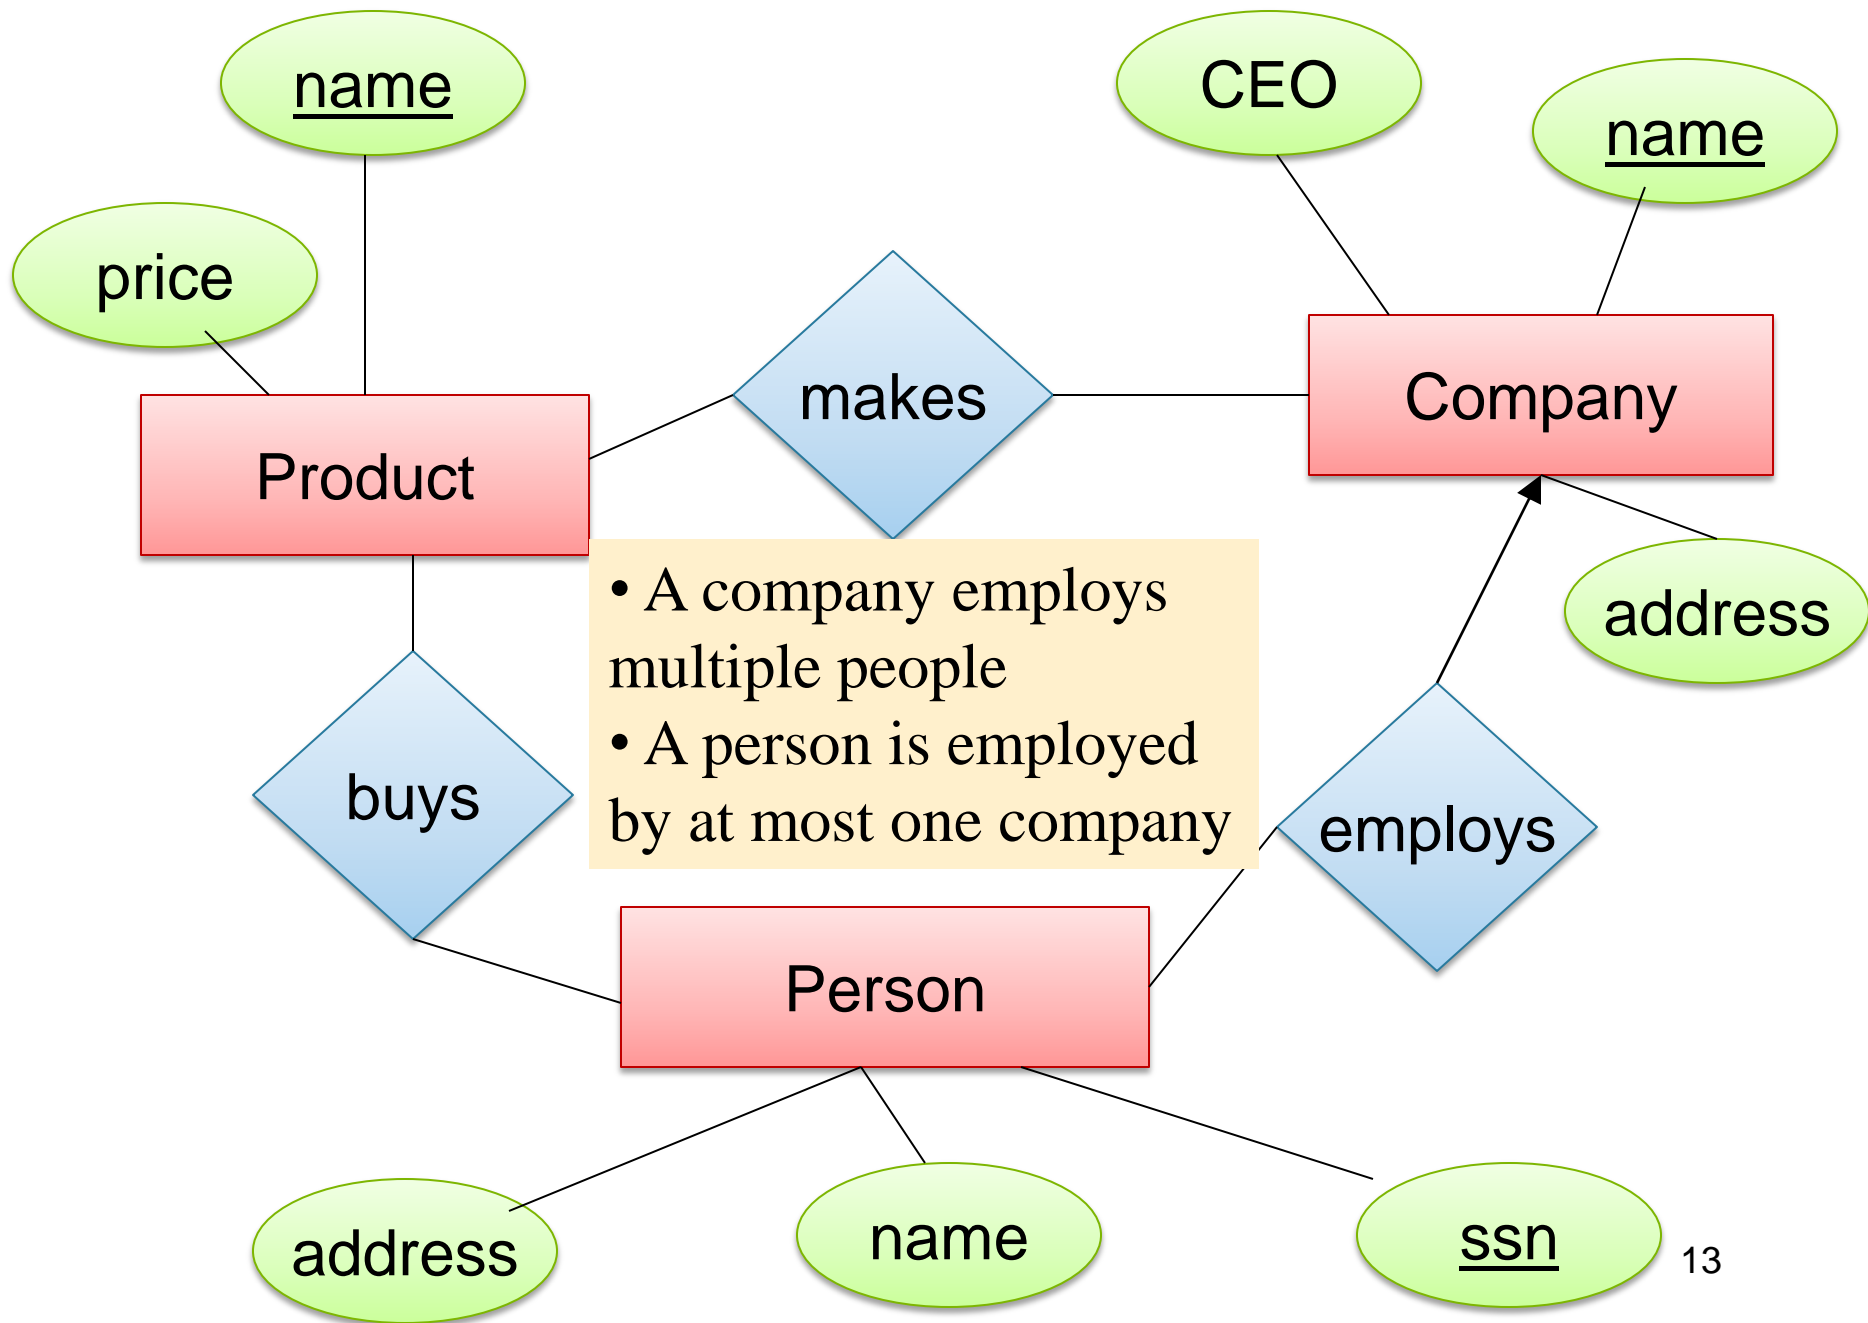 name
CEO
name
price
makes
Company
Product
• A company employs
multiple people
• A person is employed
by at most one company
address
buys
employs
Person
address
name
ssn
13